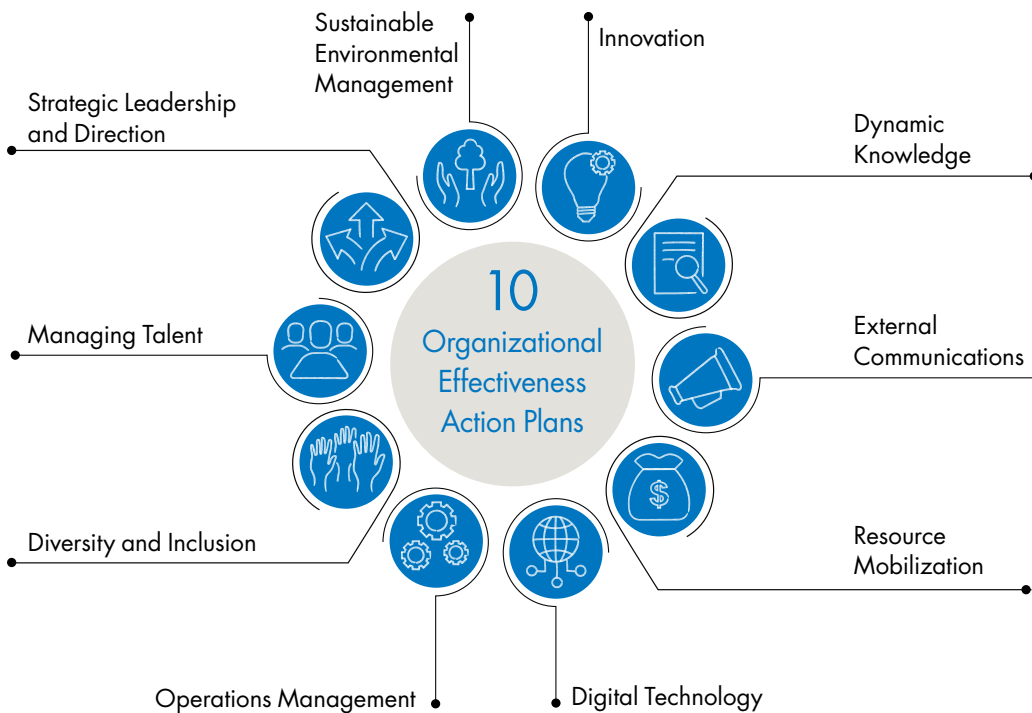 Sustainable
Environmental
Management
Innovation
Strategic Leadership
and Direction
Dynamic
Knowledge
10
Organizational
Effectiveness
Action Plans
Managing Talent
External
Communications
$
Diversity and Inclusion
Resource
Mobilization
Operations Management
Digital Technology